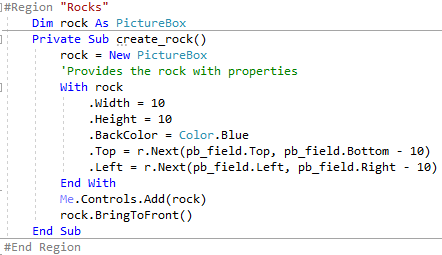 #Region "Rocks"
    Dim rock As PictureBox
    Private Sub create_rock()
        rock = New PictureBox
        'Provides the rock with properties
        With rock
            .Width = 10
            .Height = 10
            .BackColor = Color.Blue
            .Top = r.Next(pb_field.Top, pb_field.Bottom - 10)
            .Left = r.Next(pb_field.Left, pb_field.Right - 10)
        End With
        Me.Controls.Add(rock)
        rock.BringToFront()
    End Sub
#End Region